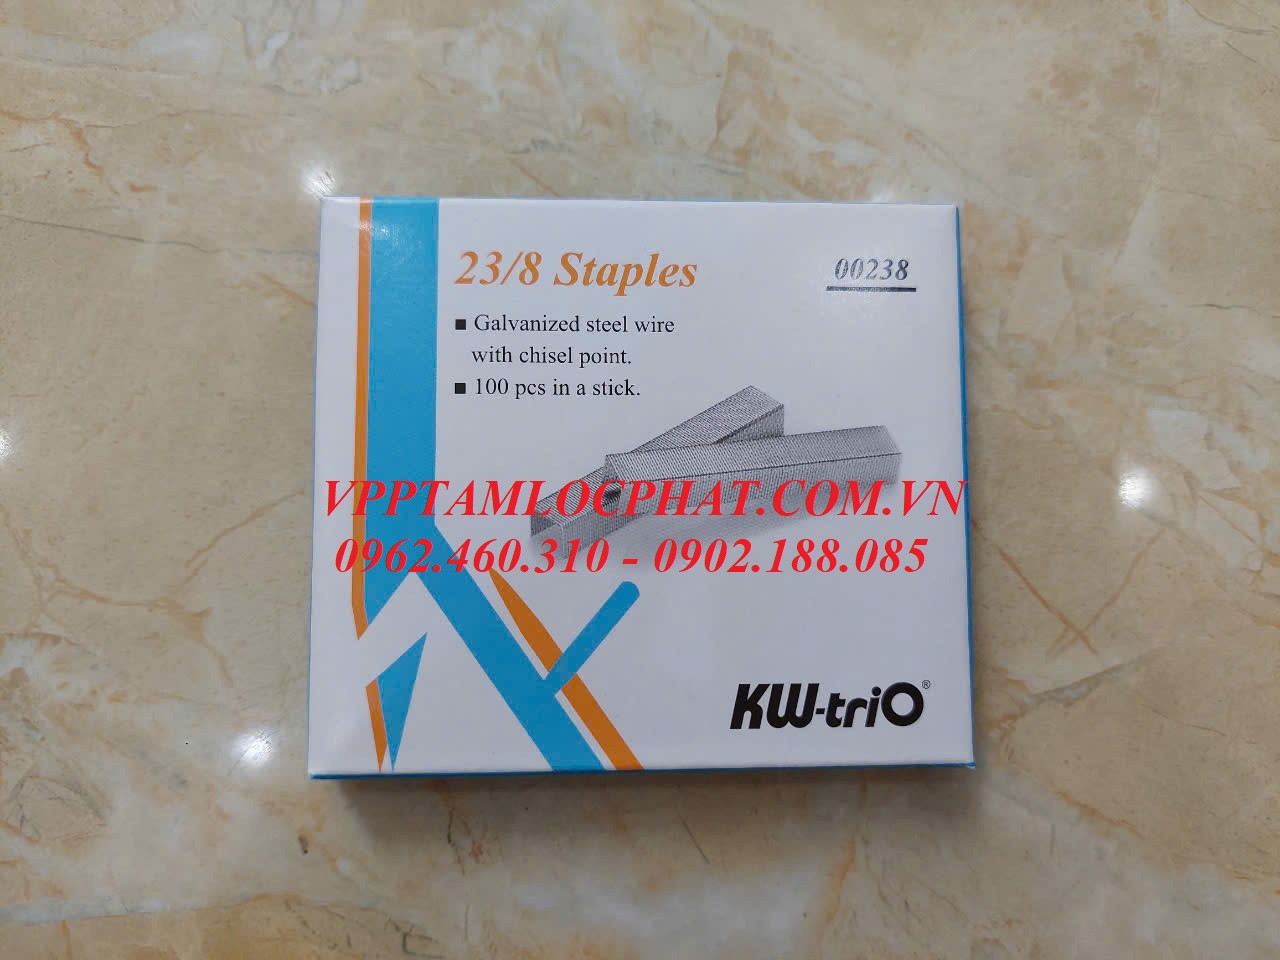 23/8 Staples
00238
■ Galvanized steel wire
with chisel point.
■ 100 pcs in a stick.
VPPTAMLOCPHAT.COM.VN
0962.460.310 - 0902.188.085
KW-triO®